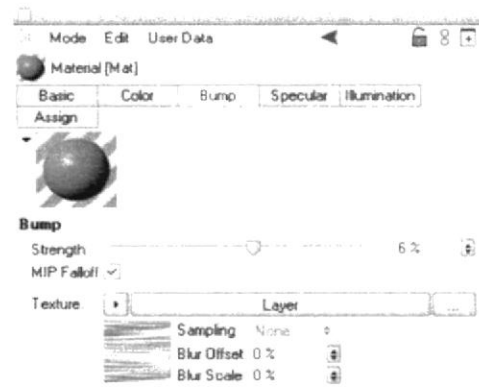 Mode Edit User Data
Material [Mat]
Basic Color Bump Specular Illumination
Assign
Bump
Strength 6 %
MIP Falloff
Texture Layer ...
Sampling None
Blur Offset 0 %
Blur Scale 0 %